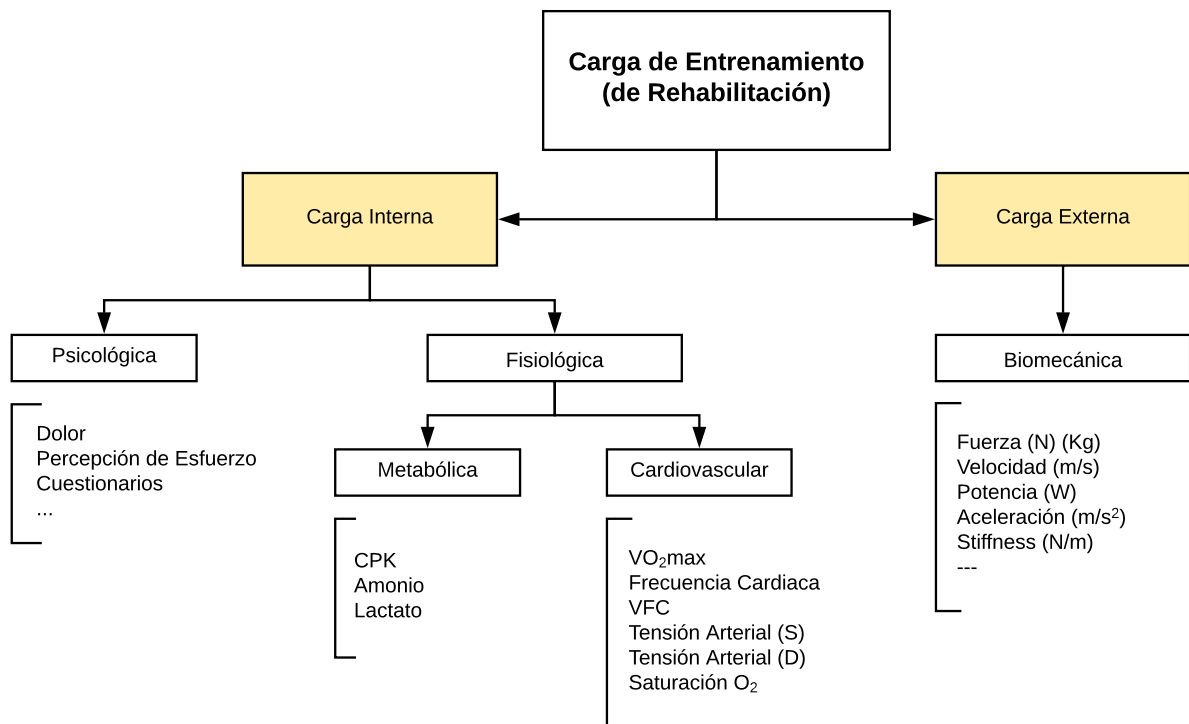 Carga de Entrenamiento
(de Rehabilitación)
Carga Interna
Carga Externa
Psicológica
Fisiológica
Biomecánica
Dolor
Percepción de Esfuerzo
Cuestionarios
...
Metabólica
Cardiovascular
CPK
Amonio
Lactato
VO₂max
Frecuencia Cardiaca
VFC
Tensión Arterial (S)
Tensión Arterial (D)
Saturación O₂
Fuerza (N) (Kg)
Velocidad (m/s)
Potencia (W)
Aceleración (m/s²)
Stiffness (N/m)
---